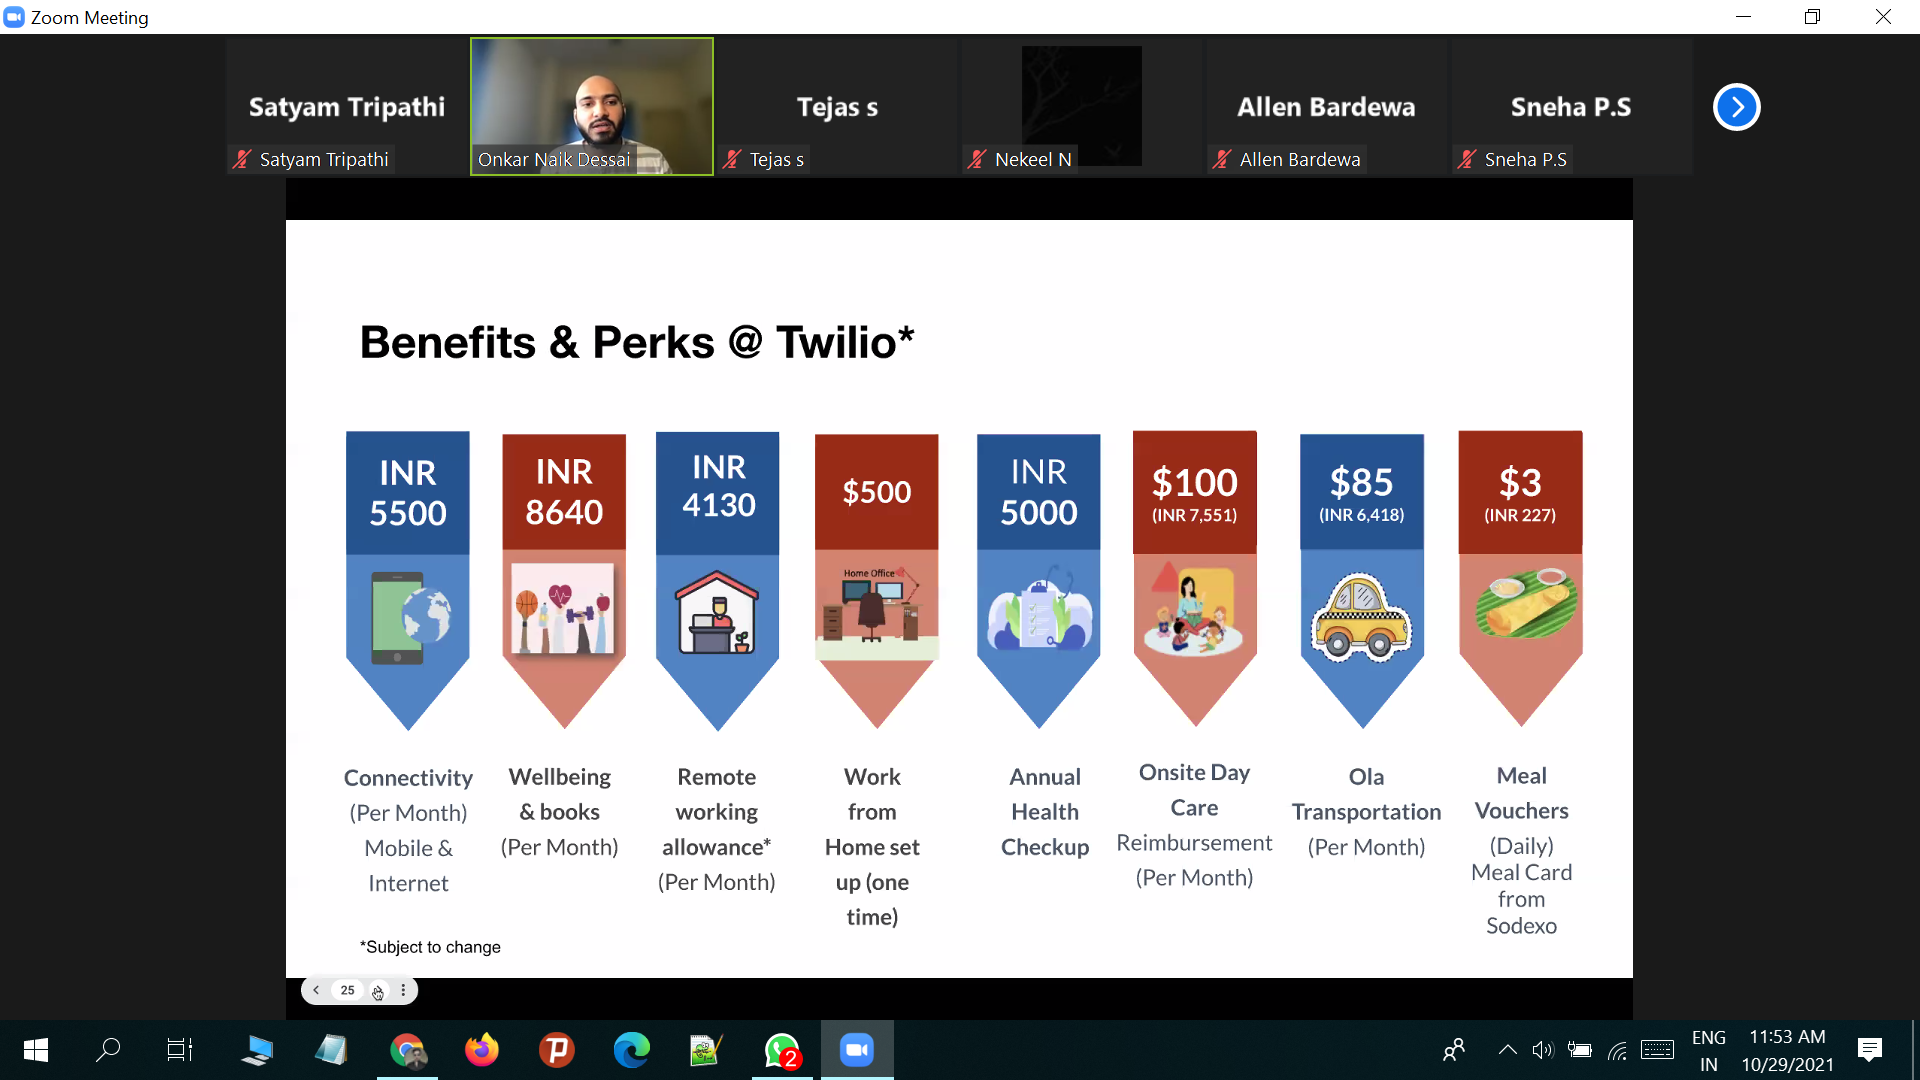 Zoom Meeting
Satyam Tripathi
Tejas s
Allen Bardewa
Sneha P.S
Satyam Tripathi
Onkar Naik Dessai
Tejas s
Nekeel N
Allen Bardewa
Sneha P.S
Benefits & Perks @ Twilio*
INR
5500
Connectivity
(Per Month)
Mobile &
Internet
INR
8640
Wellbeing
& books
(Per Month)
INR
4130
Remote
working
allowance*
(Per Month)
$500
Home Office
Work
from
Home set
up (one
time)
INR
5000
Annual
Health
Checkup
$100
(INR 7,551)
Onsite Day
Care
Reimbursement
(Per Month)
$85
(INR 6,418)
Ola
Transportation
(Per Month)
$3
(INR 227)
Meal
Vouchers
(Daily)
Meal Card
from
Sodexo
*Subject to change
25
2
ENG
IN
11:53 AM
10/29/2021